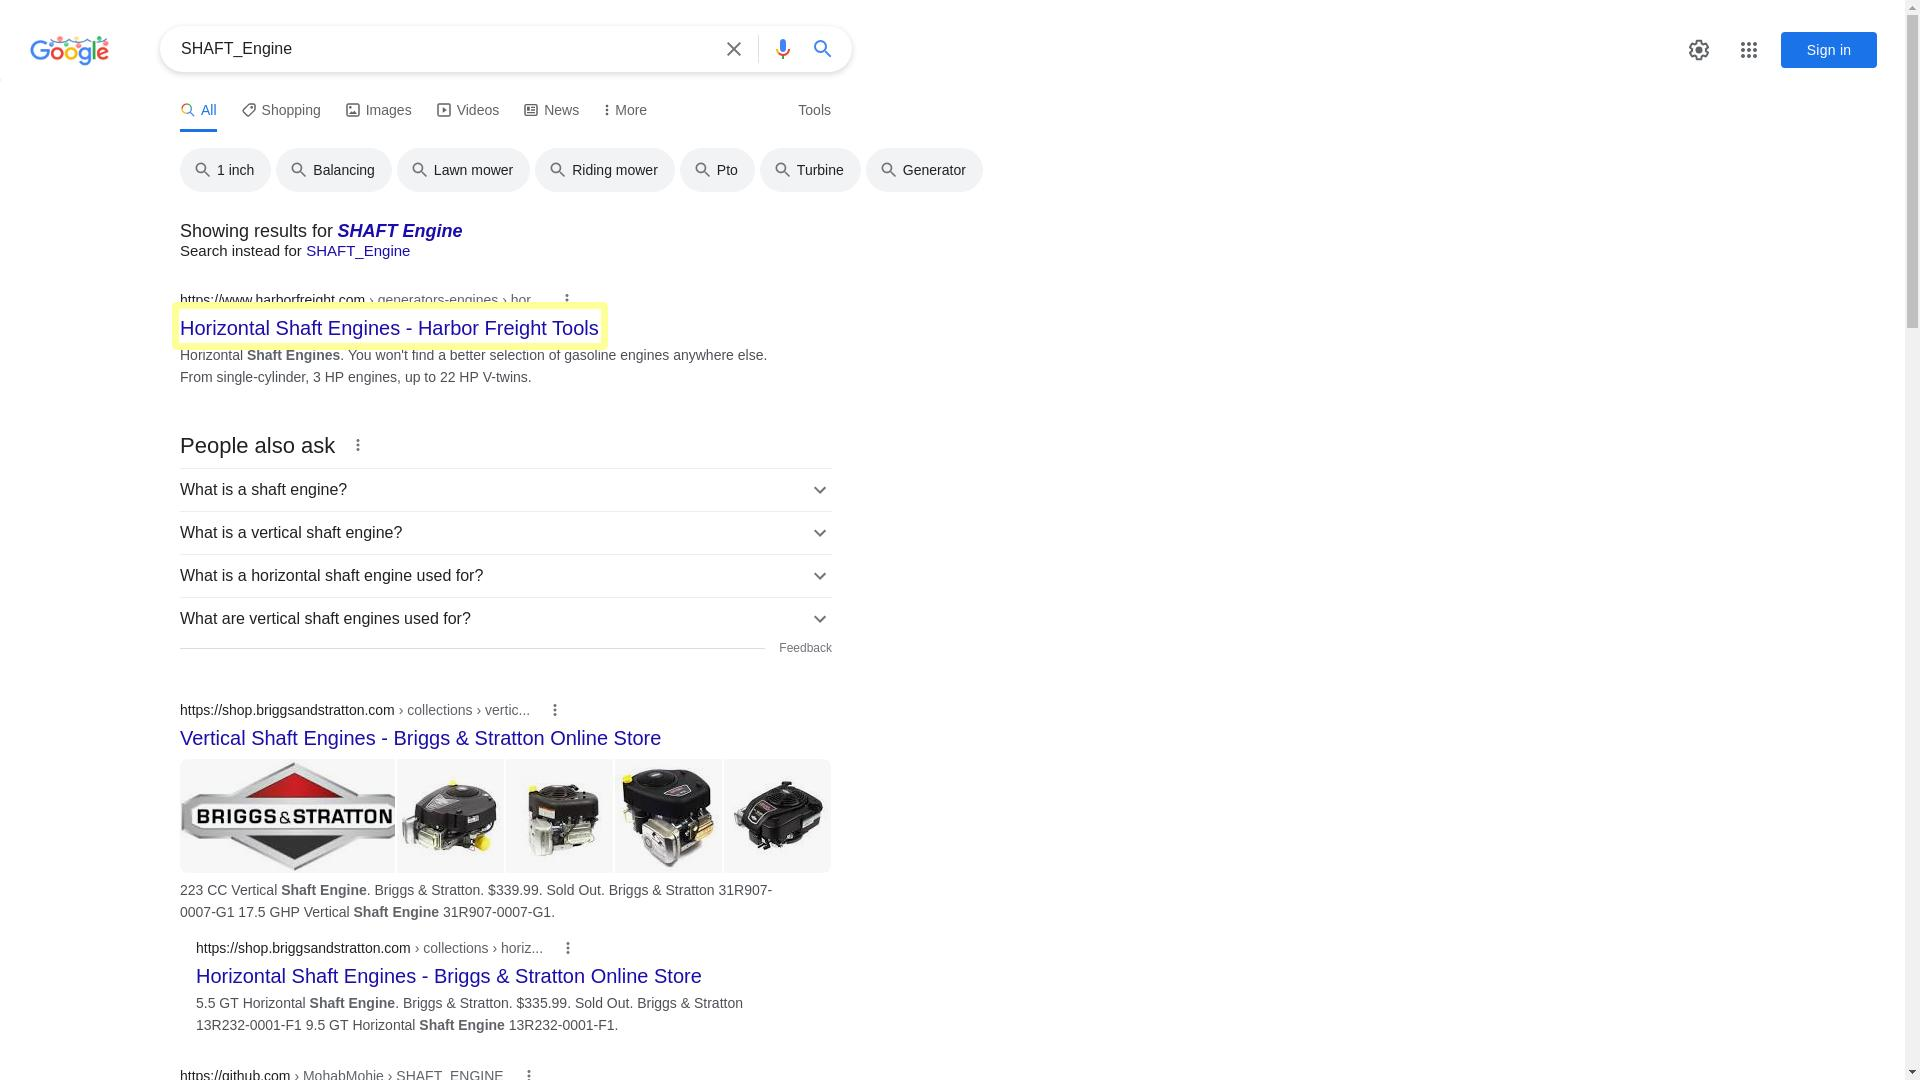 Google
SHAFT_Engine
Sign in
All Shopping Images Videos News More Tools
1 inch Balancing Lawn mower Riding mower Pto Turbine Generator
Showing results for SHAFT Engine
Search instead for SHAFT_Engine
https://www.harborfreight.com › generators-engines › hor...
Horizontal Shaft Engines - Harbor Freight Tools
Horizontal Shaft Engines. You won't find a better selection of gasoline engines anywhere else.
From single-cylinder, 3 HP engines, up to 22 HP V-twins.
People also ask
What is a shaft engine?
What is a vertical shaft engine?
What is a horizontal shaft engine used for?
What are vertical shaft engines used for?
Feedback
https://shop.briggsandstratton.com › collections › vertic...
Vertical Shaft Engines - Briggs & Stratton Online Store
BRIGGS & STRATTON
223 CC Vertical Shaft Engine. Briggs & Stratton. $339.99. Sold Out. Briggs & Stratton 31R907-
0007-G1 17.5 GHP Vertical Shaft Engine 31R907-0007-G1.
https://shop.briggsandstratton.com › collections › horiz...
Horizontal Shaft Engines - Briggs & Stratton Online Store
5.5 GT Horizontal Shaft Engine. Briggs & Stratton. $335.99. Sold Out. Briggs & Stratton
13R232-0001-F1 9.5 GT Horizontal Shaft Engine 13R232-0001-F1.
https://github.com › MohabMohie › SHAFT_ENGINE